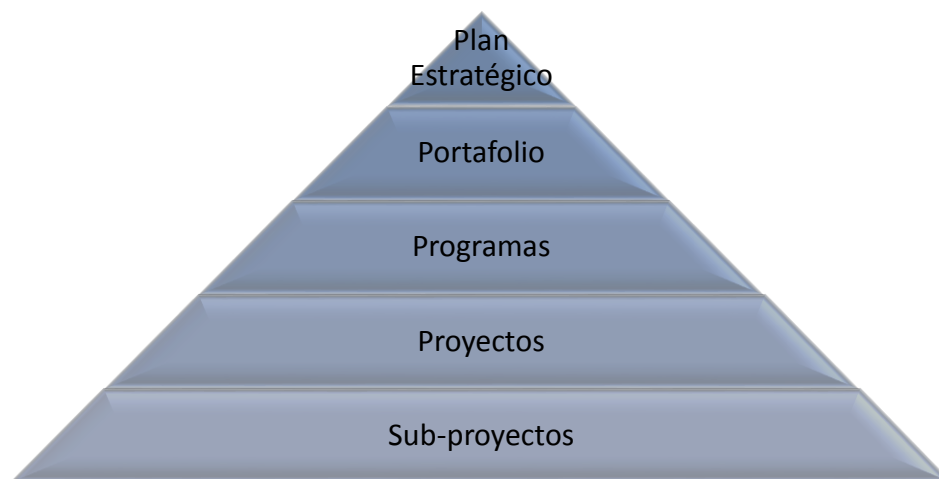 Plan
Estratégico
Portafolio
Programas
Proyectos
Sub-proyectos